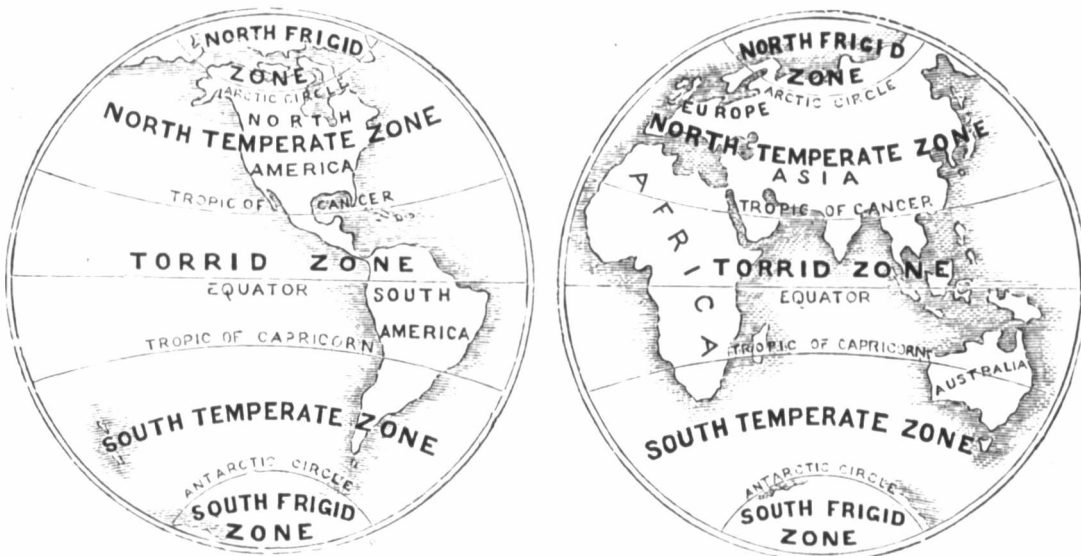 NORTH FRIGID
ZONE
ARCTIC CIRCLE
NORTH
NORTH TEMPERATE ZONE
AMERICA
TROPIC OF CANCER
TORRID ZONE
EQUATOR
SOUTH
AMERICA
TROPIC OF CAPRICORN
SOUTH TEMPERATE ZONE
ANTARCTIC CIRCLE
SOUTH FRIGID
ZONE
NORTH FRIGID
ZONE
ARCTIC CIRCLE
EUROPE
NORTH TEMPERATE ZONE
ASIA
AFRICA
TROPIC OF CANCER
TORRID ZONE
EQUATOR
TROPIC OF CAPRICORN
AUSTRALIA
SOUTH TEMPERATE ZONE
ANTARCTIC CIRCLE
SOUTH FRIGID
ZONE